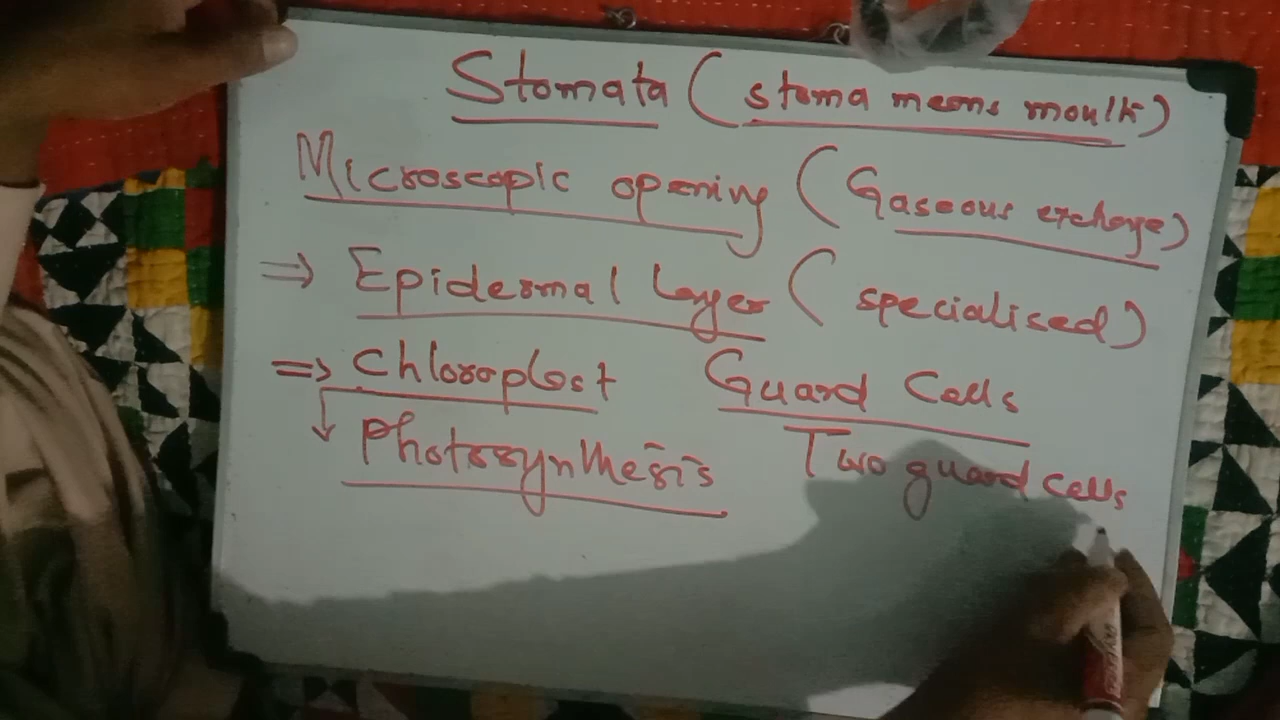 Stomata ( stoma means mouth )
Microscopic opening ( Gaseous exchange )
⇒ Epidermal layer ( specialised )
⇒ Chloroplast Guard Cells
↓ Photosynthesis Two guard cells